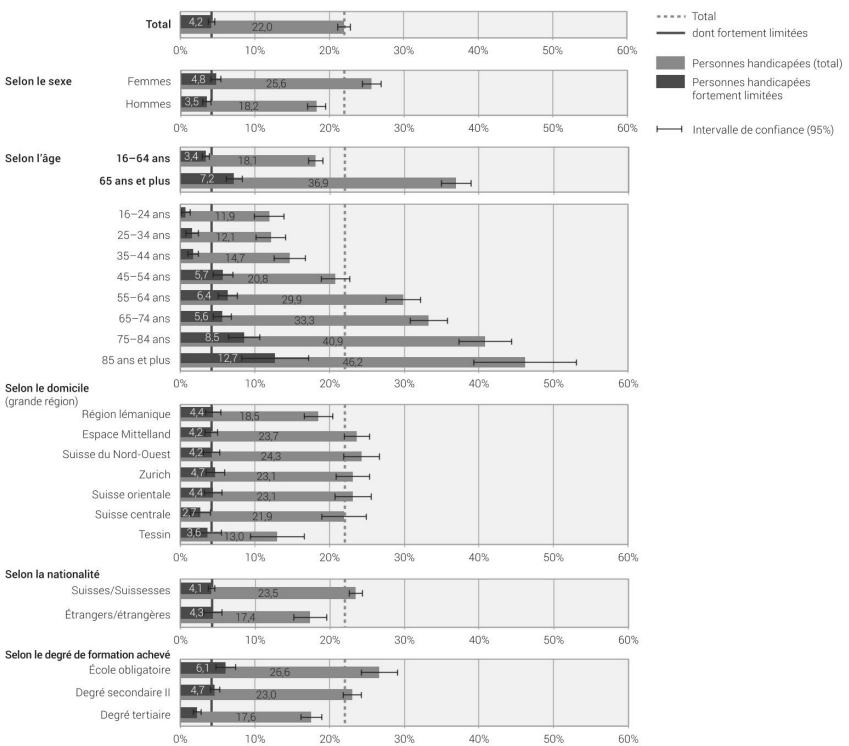 Total 4,2 22,0
0% 10% 20% 30% 40% 50% 60%
Total
dont fortement limitées
Personnes handicapées (total)
Personnes handicapées
fortement limitées
Intervalle de confiance (95%)
Selon le sexe
Femmes 4,8 25,6
Hommes 3,5 18,2
0% 10% 20% 30% 40% 50% 60%
Selon l'âge
16–64 ans 3,4 18,1
65 ans et plus 7,2 36,9
0% 10% 20% 30% 40% 50% 60%
16–24 ans 11,9
25–34 ans 12,1
35–44 ans 14,7
45–54 ans 5,7 20,8
55–64 ans 6,4 29,9
65–74 ans 5,6 33,3
75–84 ans 8,5 40,9
85 ans et plus 12,7 46,2
0% 10% 20% 30% 40% 50% 60%
Selon le domicile
(grande région)
Région lémanique 4,4 18,5
Espace Mittelland 4,2 23,7
Suisse du Nord-Ouest 4,2 24,3
Zurich 4,7 23,1
Suisse orientale 4,4 23,1
Suisse centrale 2,7 21,9
Tessin 3,6 13,0
0% 10% 20% 30% 40% 50% 60%
Selon la nationalité
Suisses/Suissesses 4,1 23,5
Étrangers/étrangères 4,3 17,4
0% 10% 20% 30% 40% 50% 60%
Selon le degré de formation achevé
École obligatoire 6,1 26,6
Degré secondaire II 4,7 23,0
Degré tertiaire 17,6
0% 10% 20% 30% 40% 50% 60%